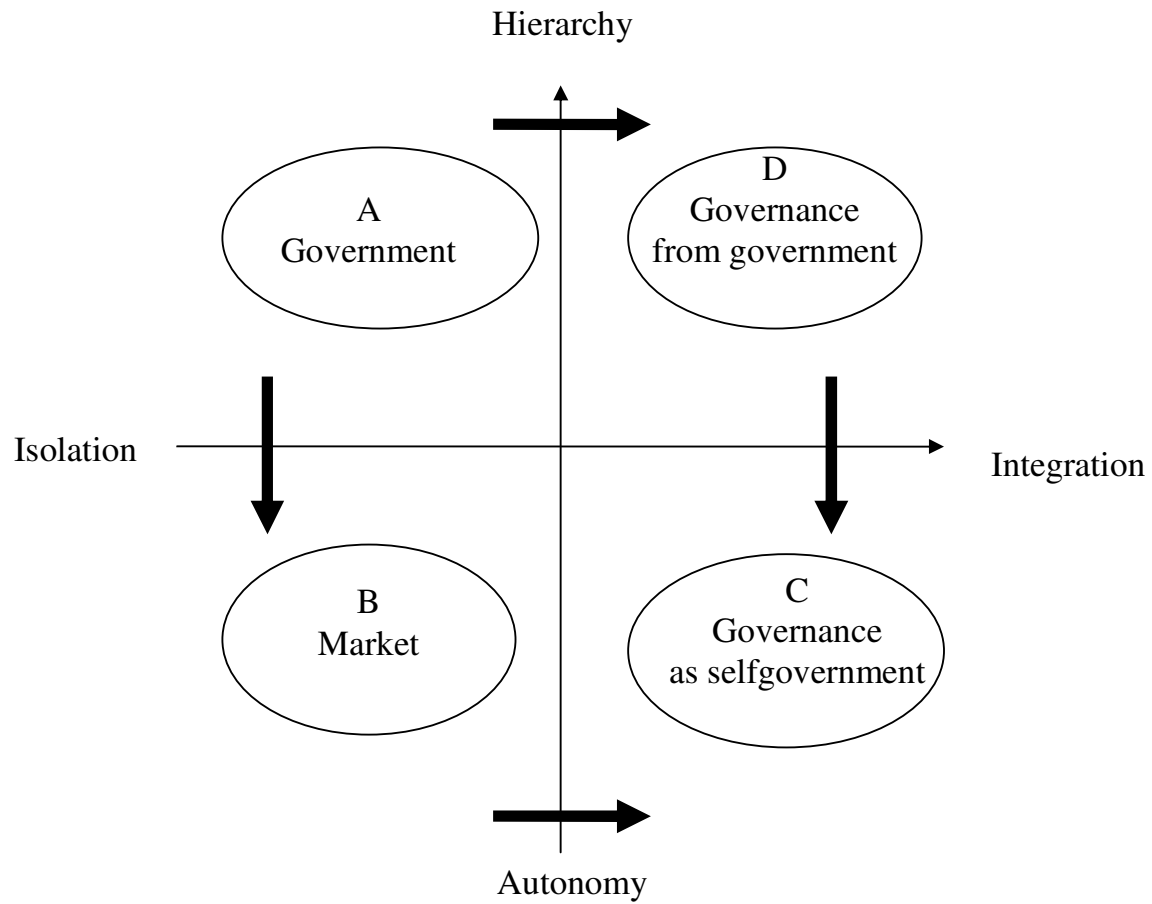 Hierarchy
A
Government
D
Governance
from government
Isolation
Integration
B
Market
C
Governance
as selfgovernment
Autonomy